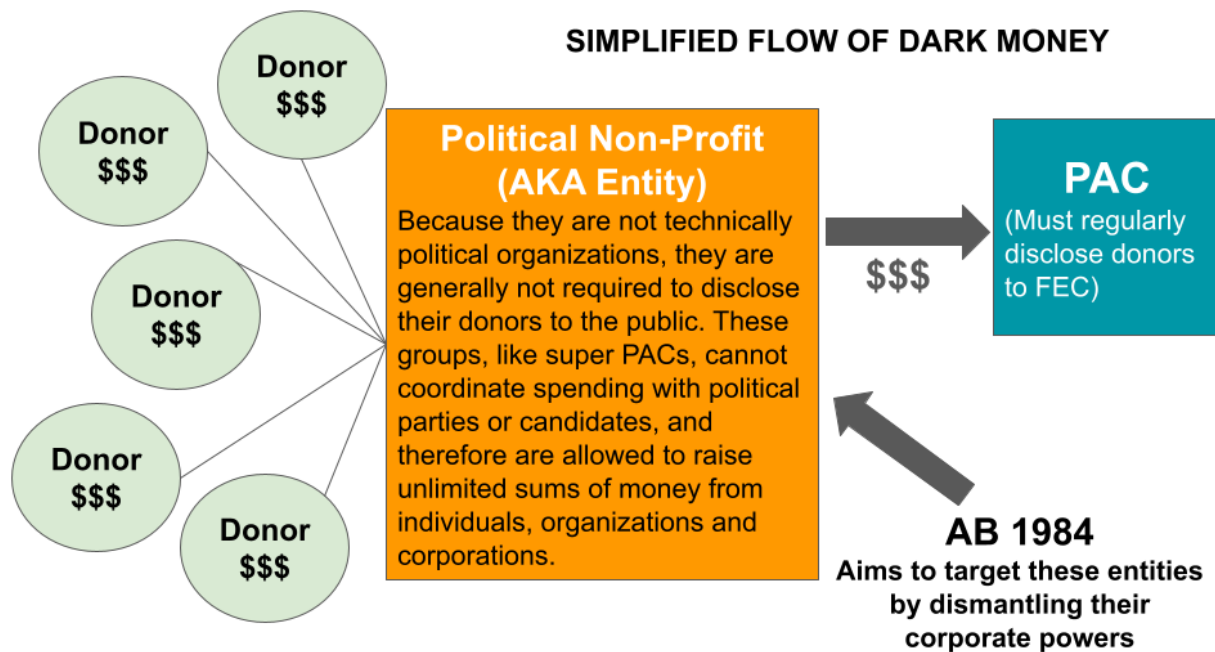 SIMPLIFIED FLOW OF DARK MONEY
Donor
$$$
Donor
$$$
Donor
$$$
Donor
$$$
Donor
$$$
Political Non-Profit
(AKA Entity)
Because they are not technically
political organizations, they are
generally not required to disclose
their donors to the public. These
groups, like super PACs, cannot
coordinate spending with political
parties or candidates, and
therefore are allowed to raise
unlimited sums of money from
individuals, organizations and
corporations.
$$$
PAC
(Must regularly
disclose donors
to FEC)
AB 1984
Aims to target these entities
by dismantling their
corporate powers